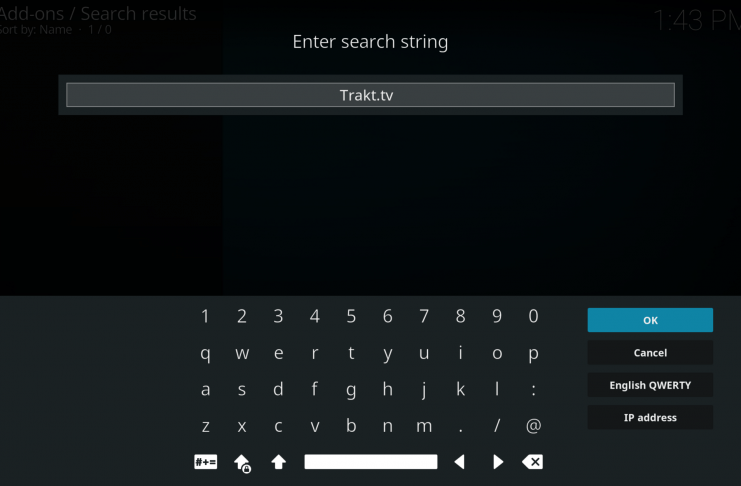 Add-ons / Search results
Sort by: Name · 1 / 0
1:43 PM
Enter search string
Trakt.tv
1 2 3 4 5 6 7 8 9 0
OK
q w e r t y u i o p
Cancel
a s d f g h j k l :
English QWERTY
z x c v b n m . / @
IP address
#+=